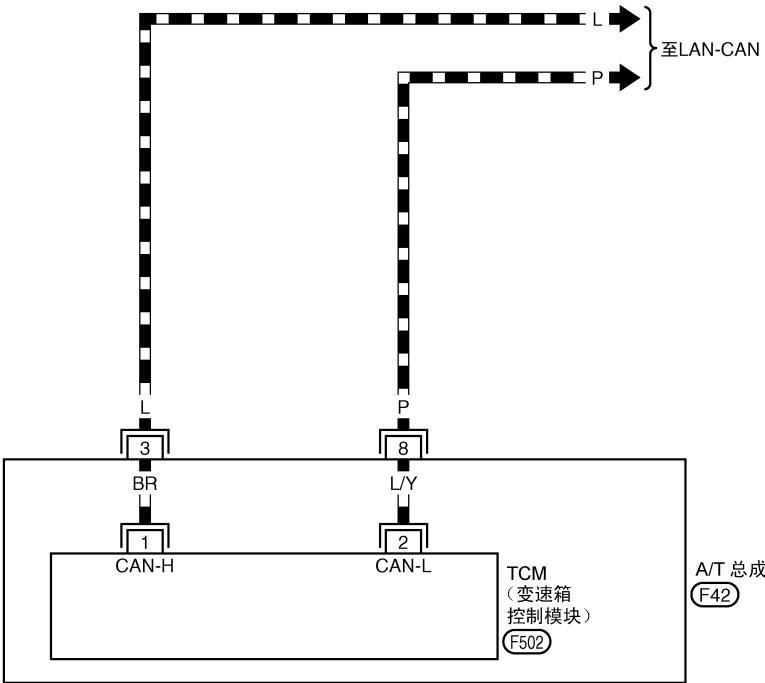 L
至LAN-CAN
P
L
P
3
8
BR
L/Y
1
2
CAN-H
CAN-L
TCM
（变速箱
控制模块）
F502
A/T 总成
F42